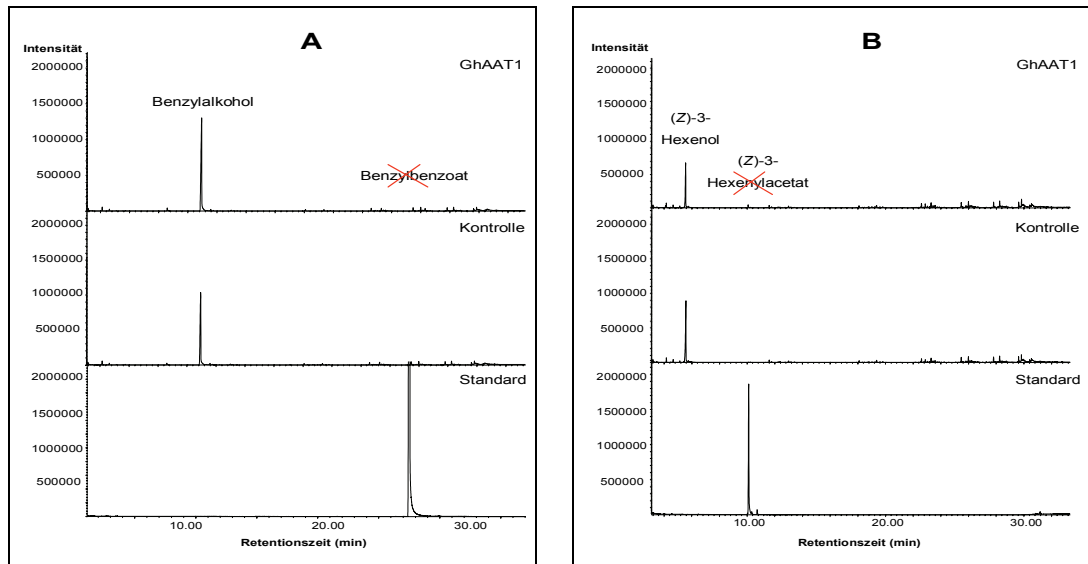 A
Intensität
2000000
GhAAT1
1500000
Benzylalkohol
1000000
500000
Benzylbenzoat
2000000
Kontrolle
1500000
1000000
500000
2000000
Standard
1500000
1000000
500000
10.00 20.00 30.00
Retentionszeit (min)
B
Intensität
2000000
GhAAT1
1500000
(Z)-3-
Hexenol
1000000
(Z)-3-
500000
Hexenylacetat
2000000
Kontrolle
1500000
1000000
500000
2000000
Standard
1500000
1000000
500000
10.00 20.00 30.00
Retentionszeit (min)